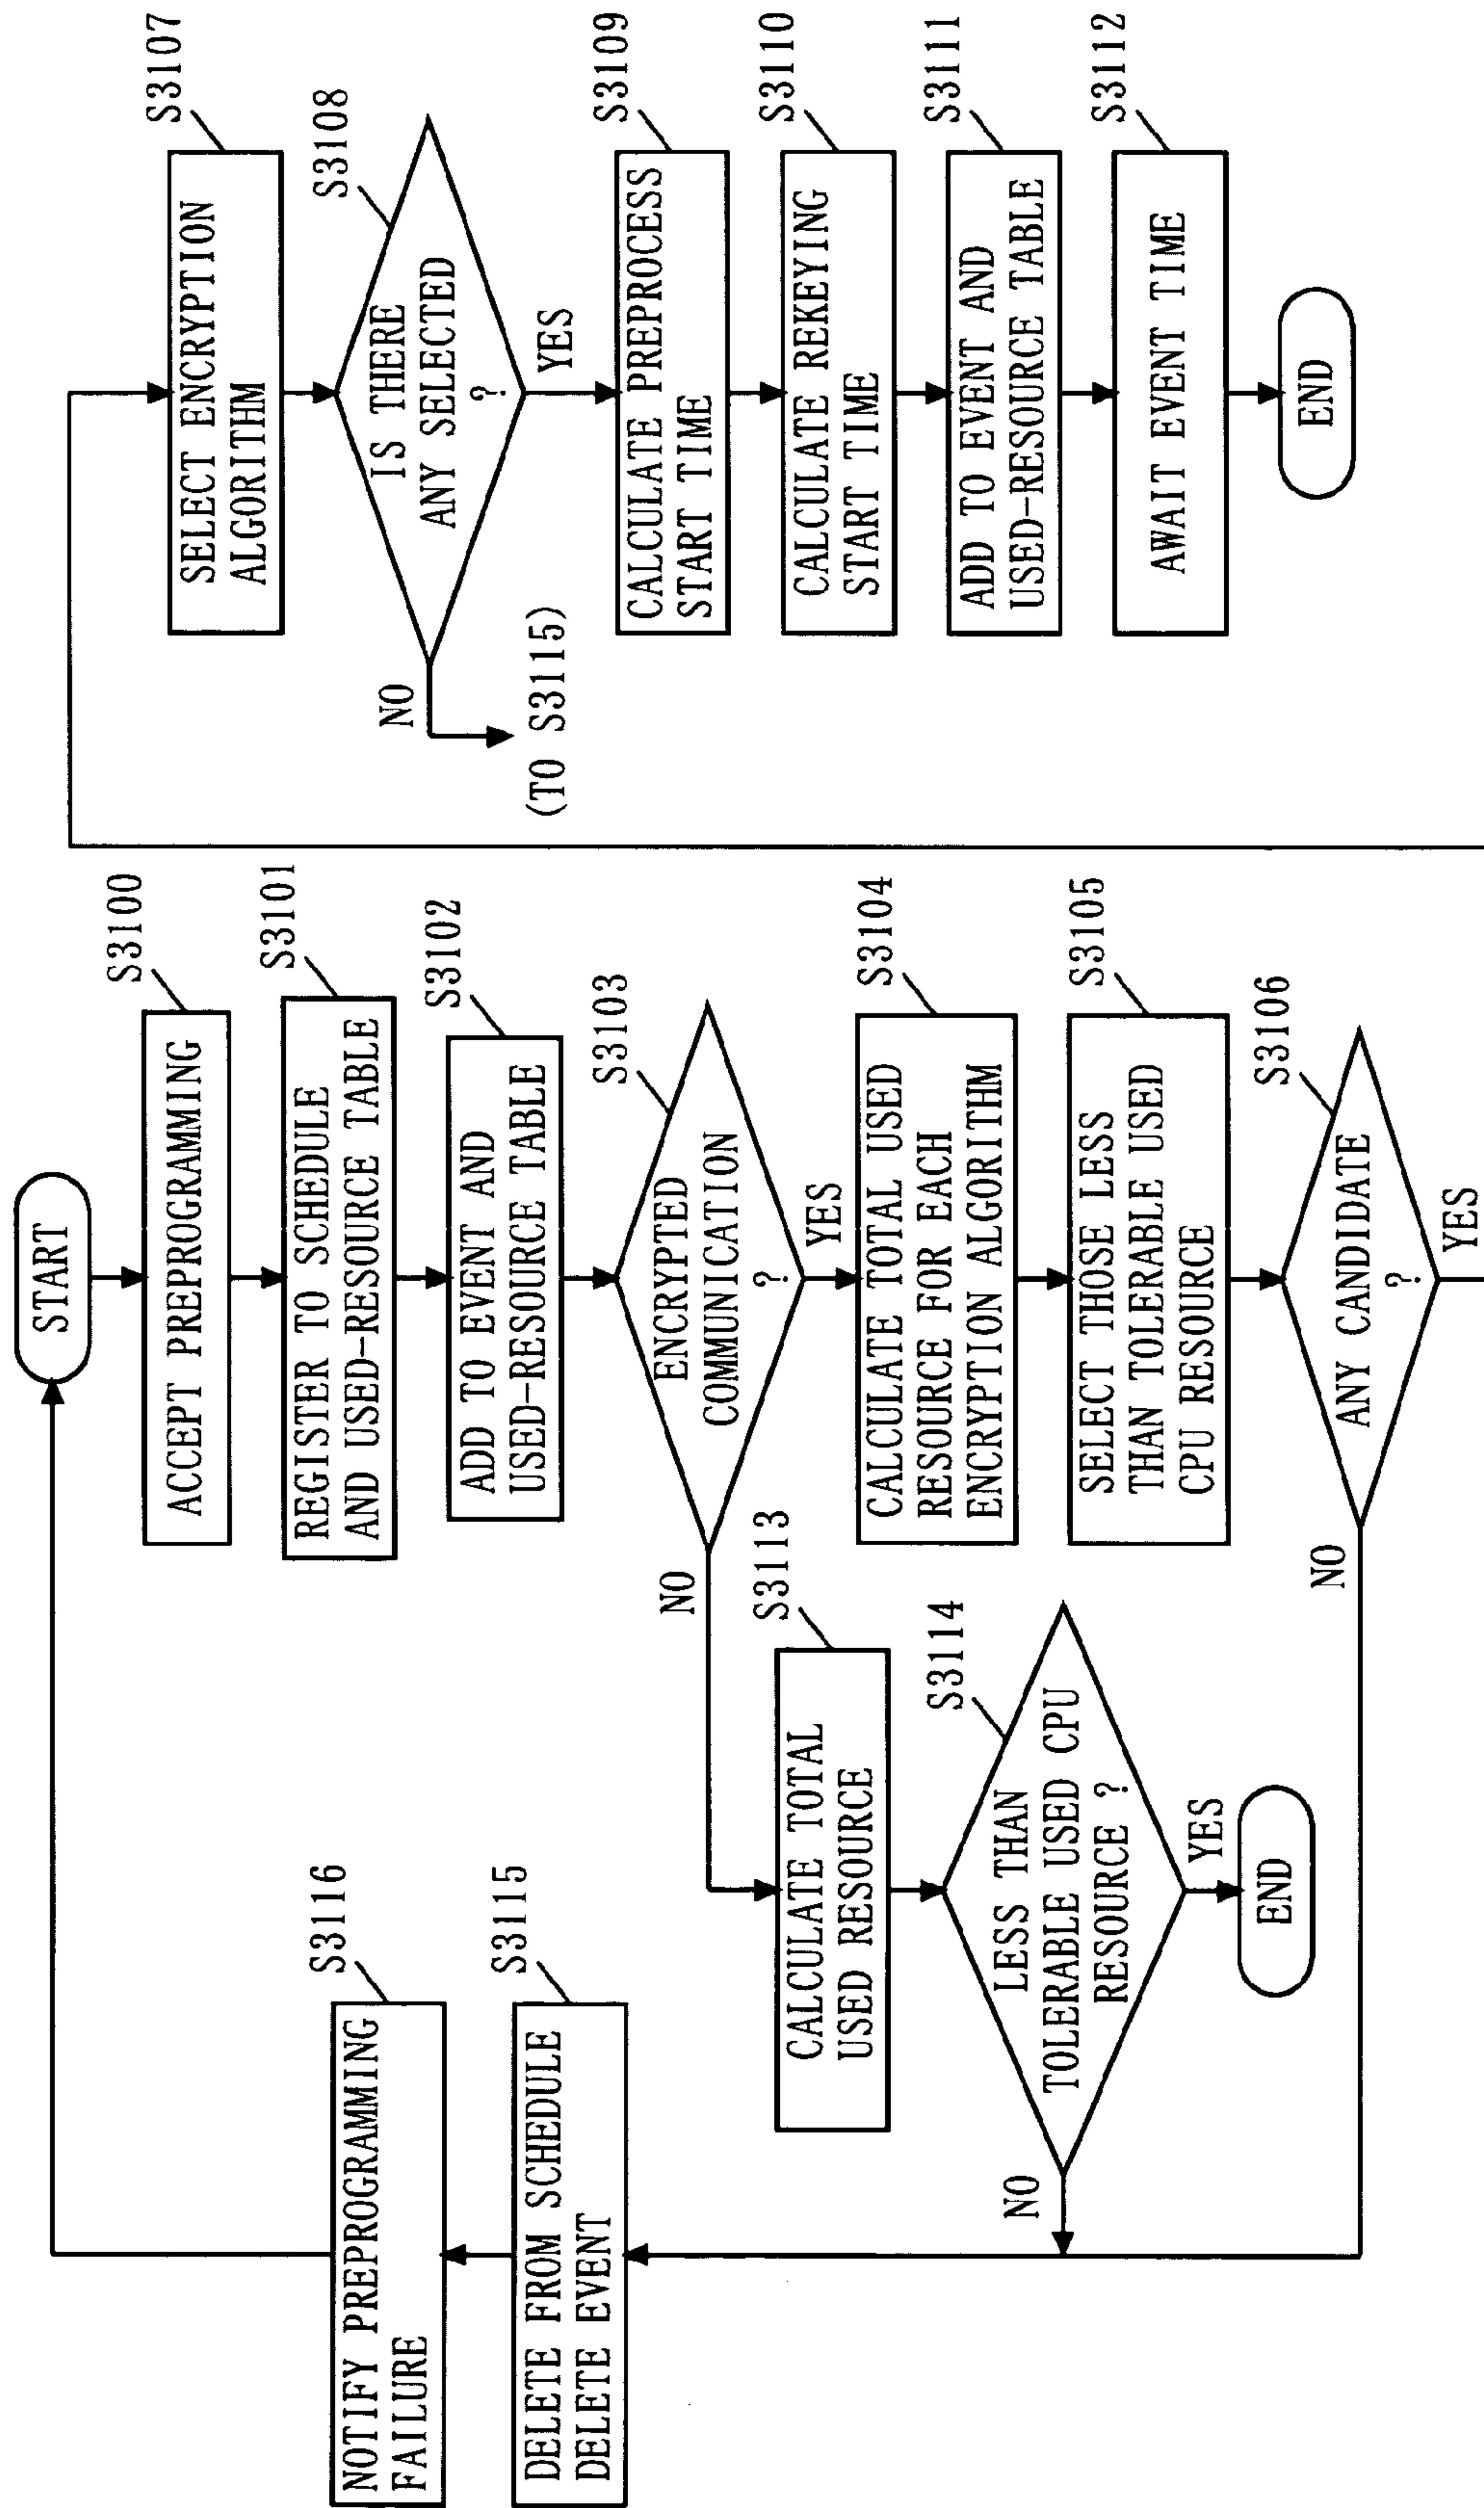 START
S3100
ACCEPT PREPROGRAMMING
S3101
REGISTER TO SCHEDULE
AND USED-RESOURCE TABLE
S3102
ADD TO EVENT AND
USED-RESOURCE TABLE
S3103
ENCRYPTED
COMMUNICATION
?
NO
YES
S3104
CALCULATE TOTAL USED
RESOURCE FOR EACH
ENCRYPTION ALGORITHM
S3105
SELECT THOSE LESS
THAN TOLERABLE USED
CPU RESOURCE
S3106
ANY CANDIDATE
?
NO
YES
S3113
CALCULATE TOTAL
USED RESOURCE
S3114
LESS THAN
TOLERABLE USED CPU
RESOURCE ?
NO
YES
END
S3116
NOTIFY PREPROGRAMMING
FAILURE
S3115
DELETE FROM SCHEDULE
DELETE EVENT
S3107
SELECT ENCRYPTION
ALGORITHM
S3108
IS THERE
ANY SELECTED
?
NO
(TO S3115)
YES
S3109
CALCULATE PREPROCESS
START TIME
S3110
CALCULATE REKEYING
START TIME
S3111
ADD TO EVENT AND
USED-RESOURCE TABLE
S3112
AWAIT EVENT TIME
END